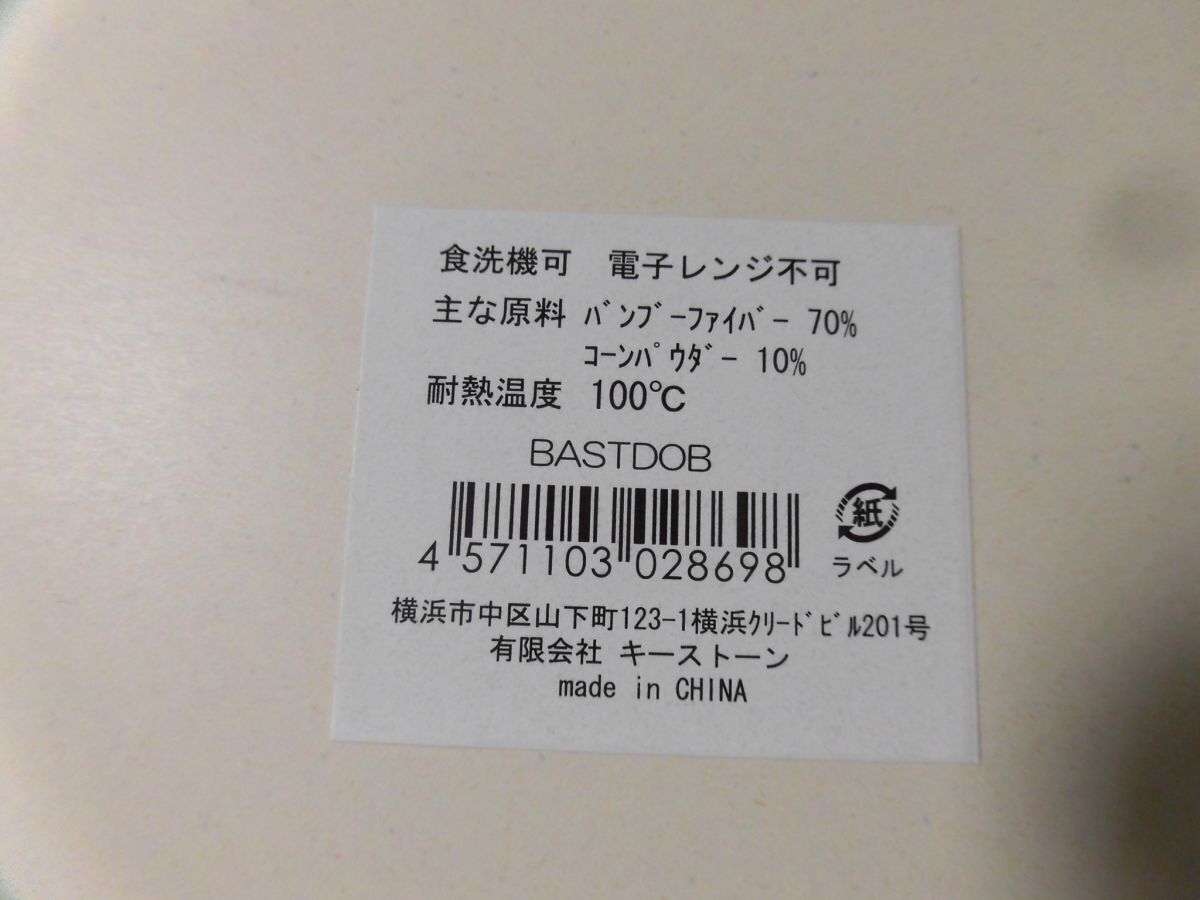 食洗機可　電子レンジ不可
主な原料 ﾊﾞﾝﾌﾞｰﾌｧｲﾊﾞｰ 70%
ｺｰﾝﾊﾟｳﾀﾞｰ 10%
耐熱温度 100℃
BASTDOB
4 571103 028698
紙
ラベル
横浜市中区山下町123-1横浜ｸﾘｰﾄﾞﾋﾞﾙ201号
有限会社 キーストーン
made in CHINA